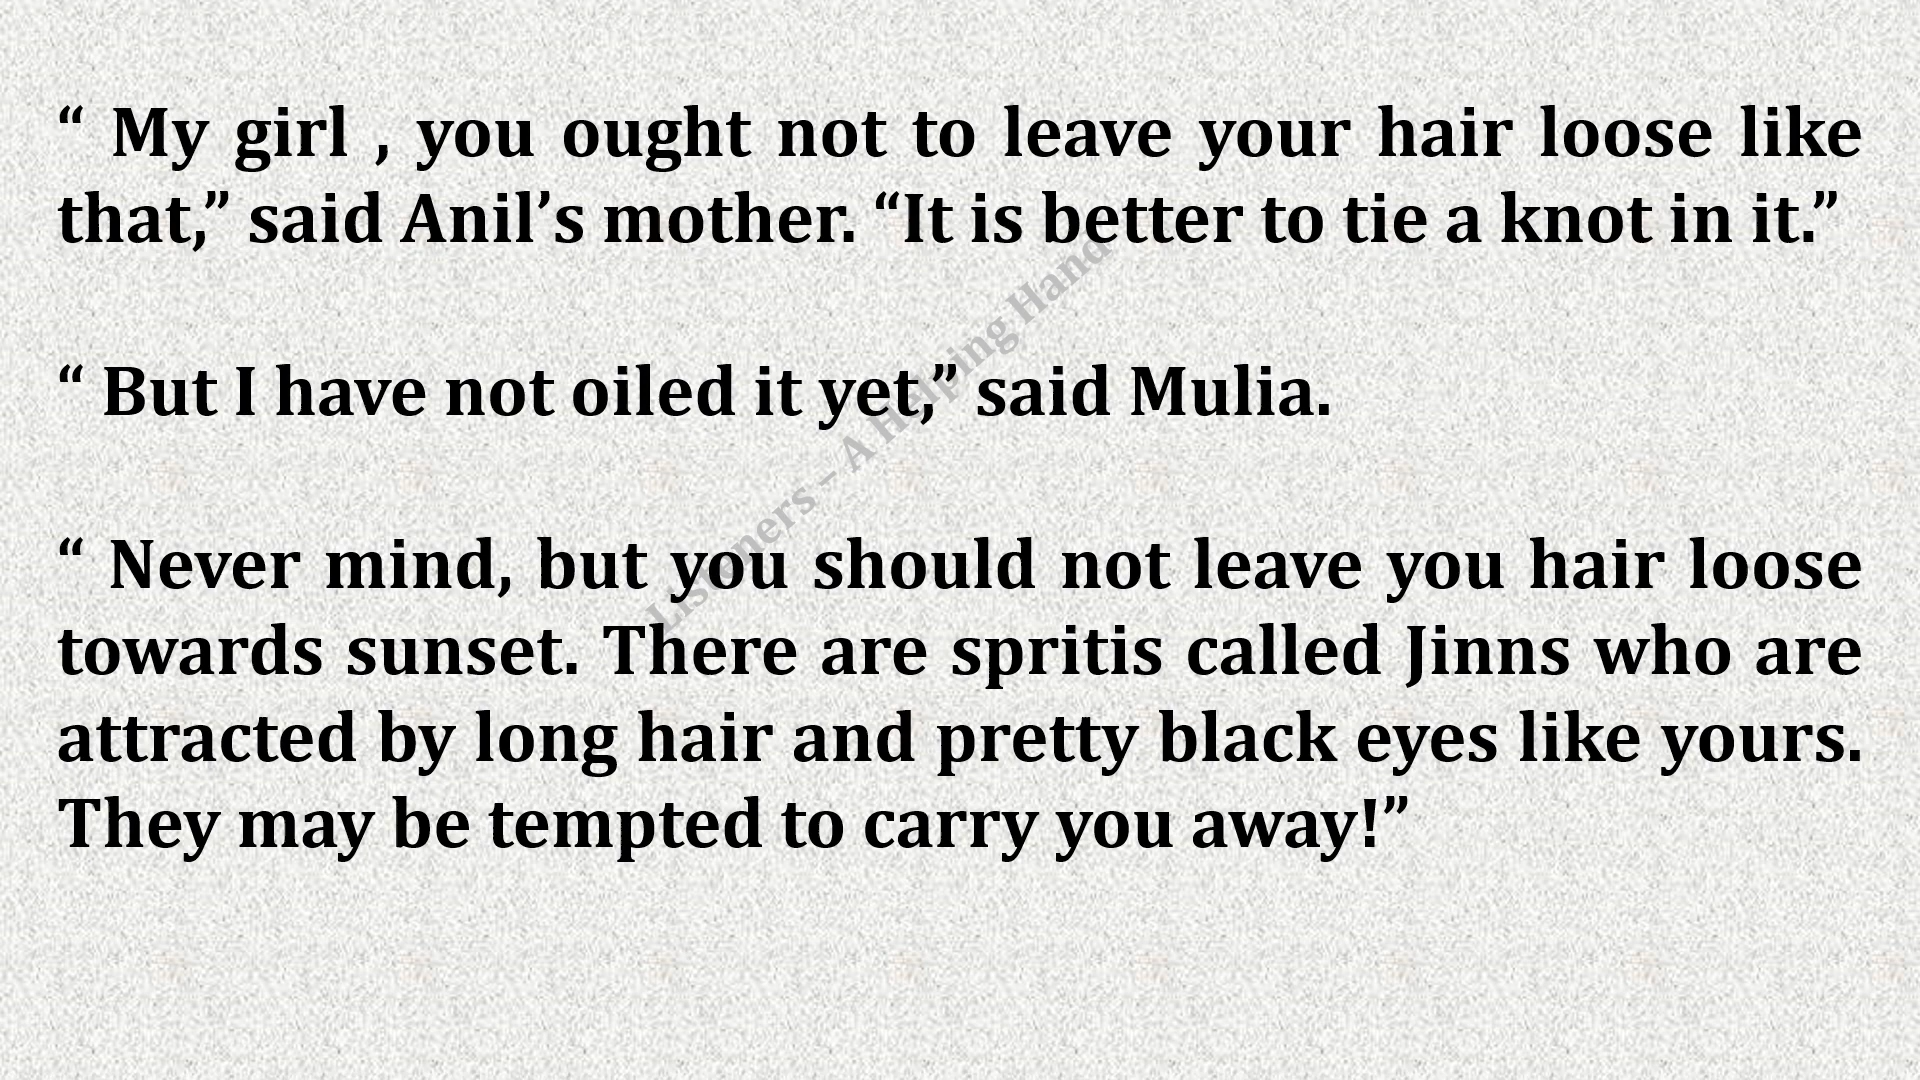 “ My girl , you ought not to leave your hair loose like
that,” said Anil’s mother. “It is better to tie a knot in it.”
“ But I have not oiled it yet,” said Mulia.
“ Never mind, but you should not leave you hair loose
towards sunset. There are spritis called Jinns who are
attracted by long hair and pretty black eyes like yours.
They may be tempted to carry you away!”
Listeners – A Helping Hand